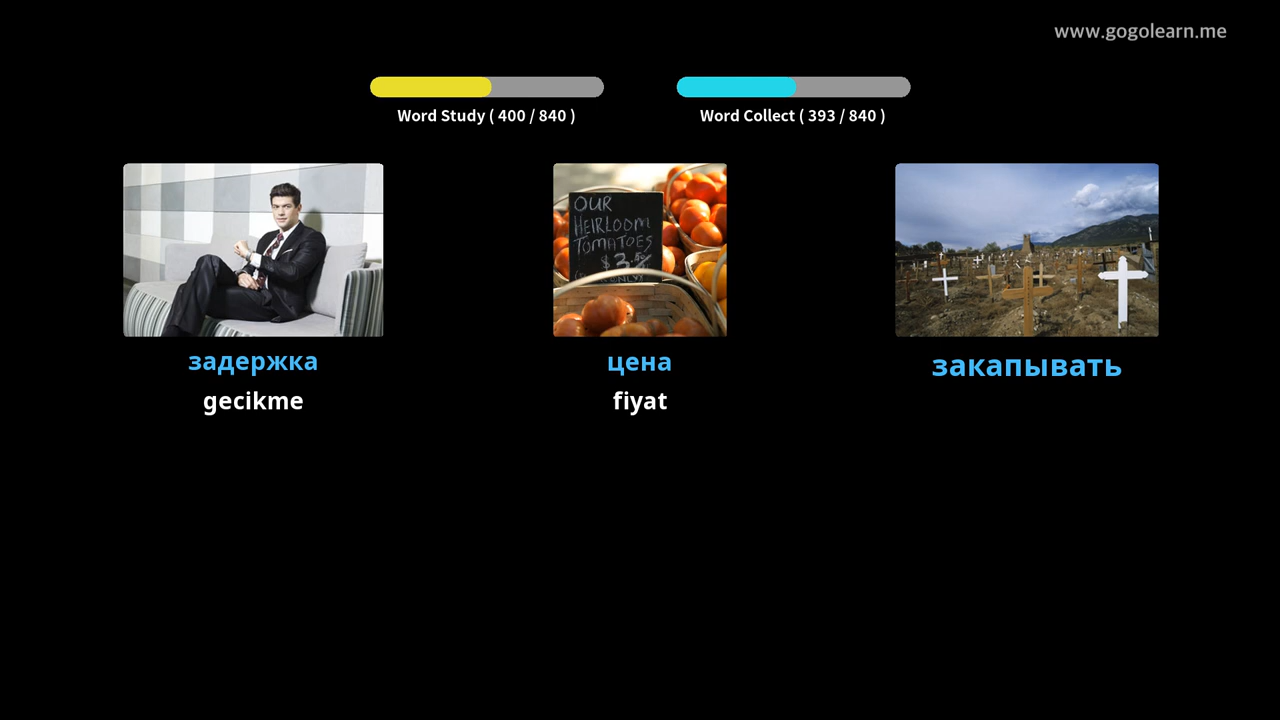 www.gogolearn.me
Word Study ( 400 / 840 )
Word Collect ( 393 / 840 )
OUR
HEIRLOOM
TOMATOES
задержка
цена
закапывать
gecikme
fiyat